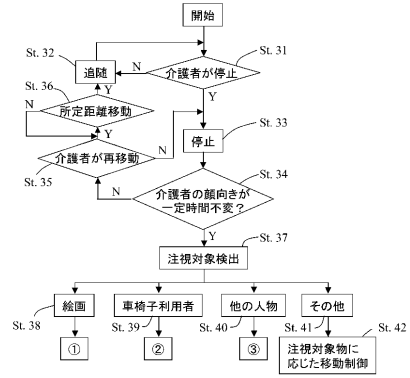 開始
St. 32
St. 31
追随
N
介護者が停止
St. 36
Y
Y
N
所定距離移動
St. 33
Y
N
停止
介護者が再移動
St. 34
St. 35
N
介護者の顔向きが
一定時間不変?
Y
St. 37
注視対象検出
絵画
車椅子利用者
他の人物
その他
St. 38
St. 39
St. 40
St. 41
St. 42
①
②
③
注視対象物に
応じた移動制御